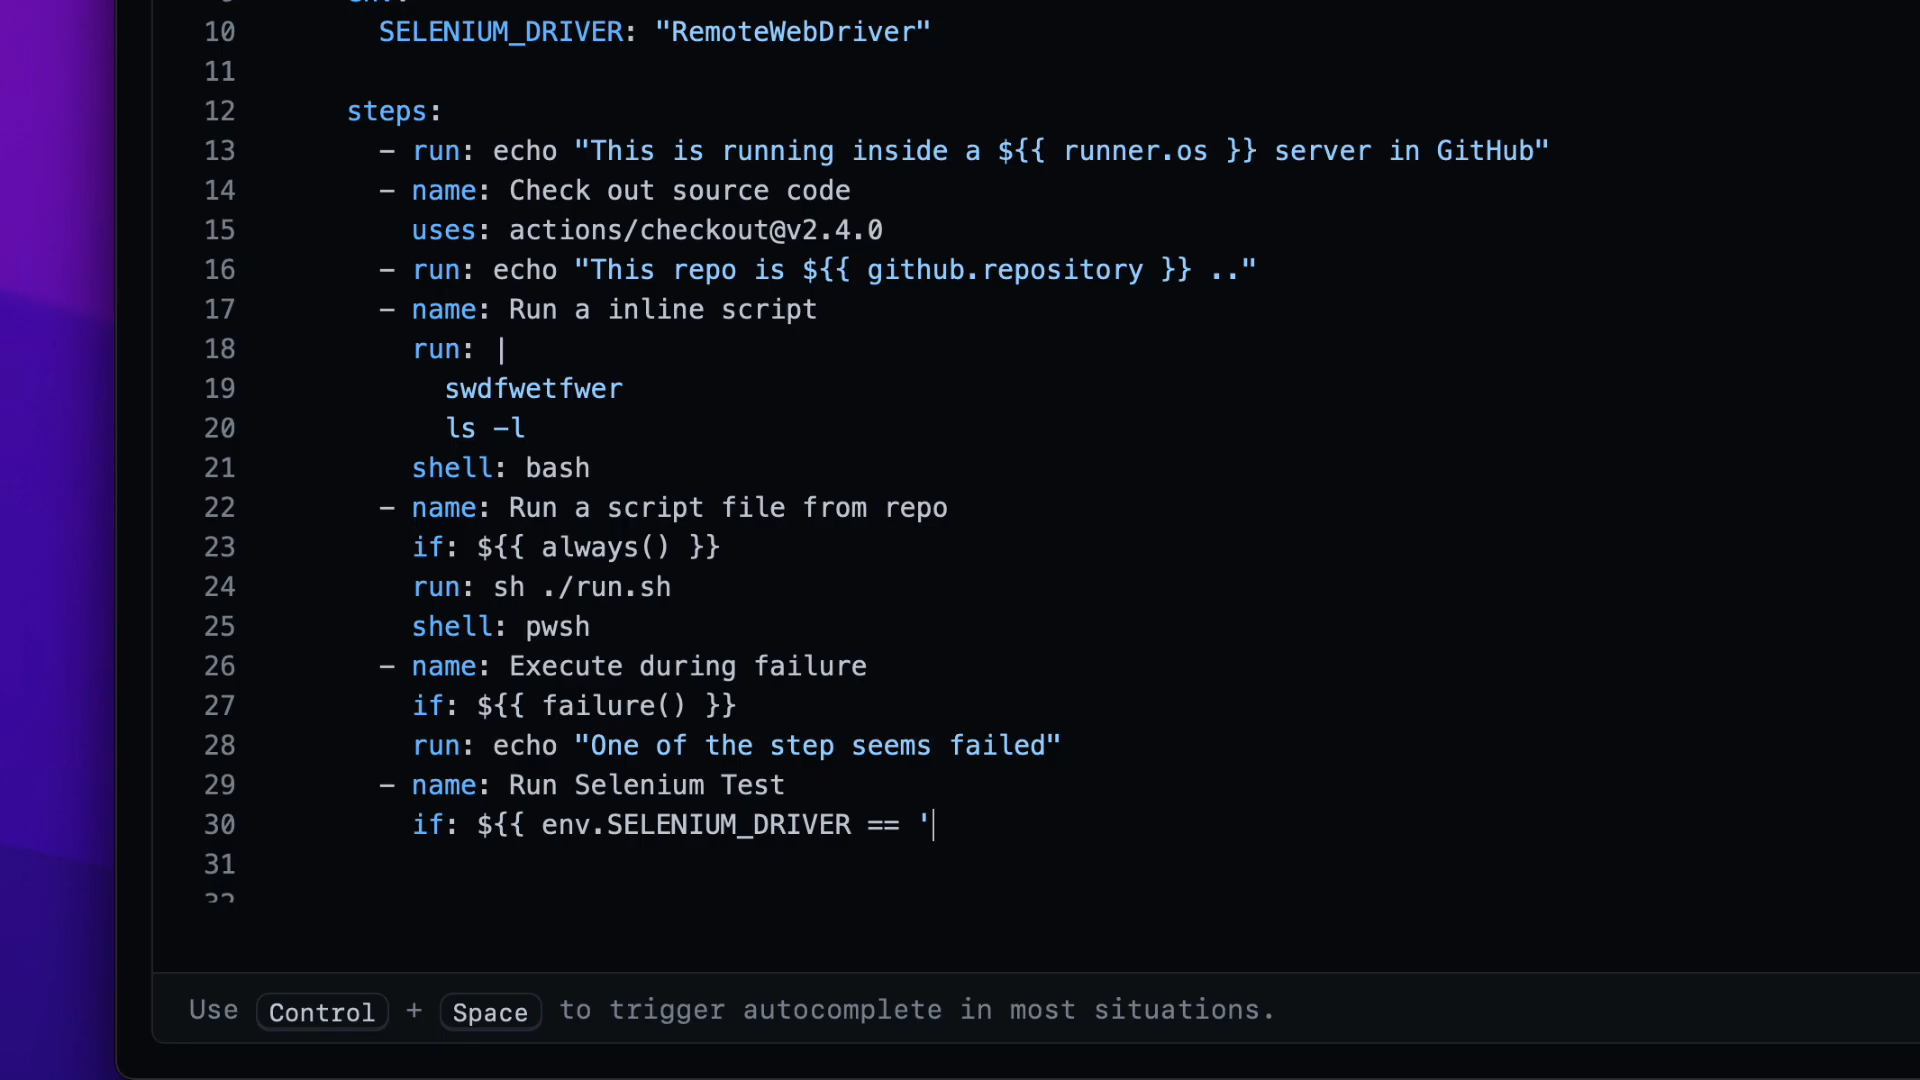 env:
10 SELENIUM_DRIVER: "RemoteWebDriver"
11
12 steps:
13 - run: echo "This is running inside a ${{ runner.os }} server in GitHub"
14 - name: Check out source code
15 uses: actions/checkout@v2.4.0
16 - run: echo "This repo is ${{ github.repository }} .."
17 - name: Run a inline script
18 run: |
19 swdfwetfwer
20 ls -l
21 shell: bash
22 - name: Run a script file from repo
23 if: ${{ always() }}
24 run: sh ./run.sh
25 shell: pwsh
26 - name: Execute during failure
27 if: ${{ failure() }}
28 run: echo "One of the step seems failed"
29 - name: Run Selenium Test
30 if: ${{ env.SELENIUM_DRIVER == '
31
32
Use Control + Space to trigger autocomplete in most situations.